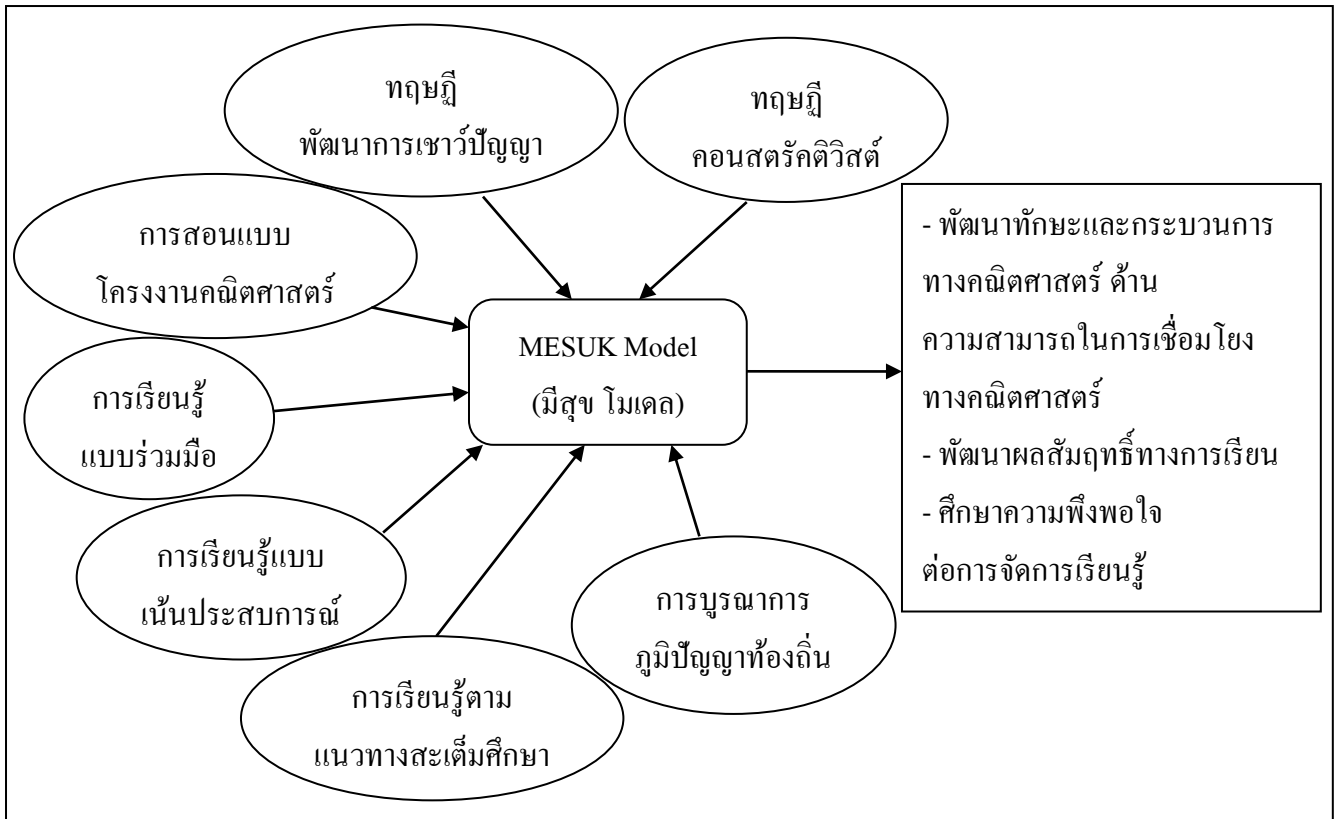 ทฤษฎี
พัฒนาการเชาว์ปัญญา
ทฤษฎี
คอนสตรัคติวิสต์
การสอนแบบ
โครงงานคณิตศาสตร์
การเรียนรู้
แบบร่วมมือ
การเรียนรู้แบบ
เน้นประสบการณ์
การเรียนรู้ตาม
แนวทางสะเต็มศึกษา
การบูรณาการ
ภูมิปัญญาท้องถิ่น
MESUK Model
(มีสุข โมเดล)
- พัฒนาทักษะและกระบวนการ
ทางคณิตศาสตร์ ด้าน
ความสามารถในการเชื่อมโยง
ทางคณิตศาสตร์
- พัฒนาผลสัมฤทธิ์ทางการเรียน
- ศึกษาความพึงพอใจ
ต่อการจัดการเรียนรู้